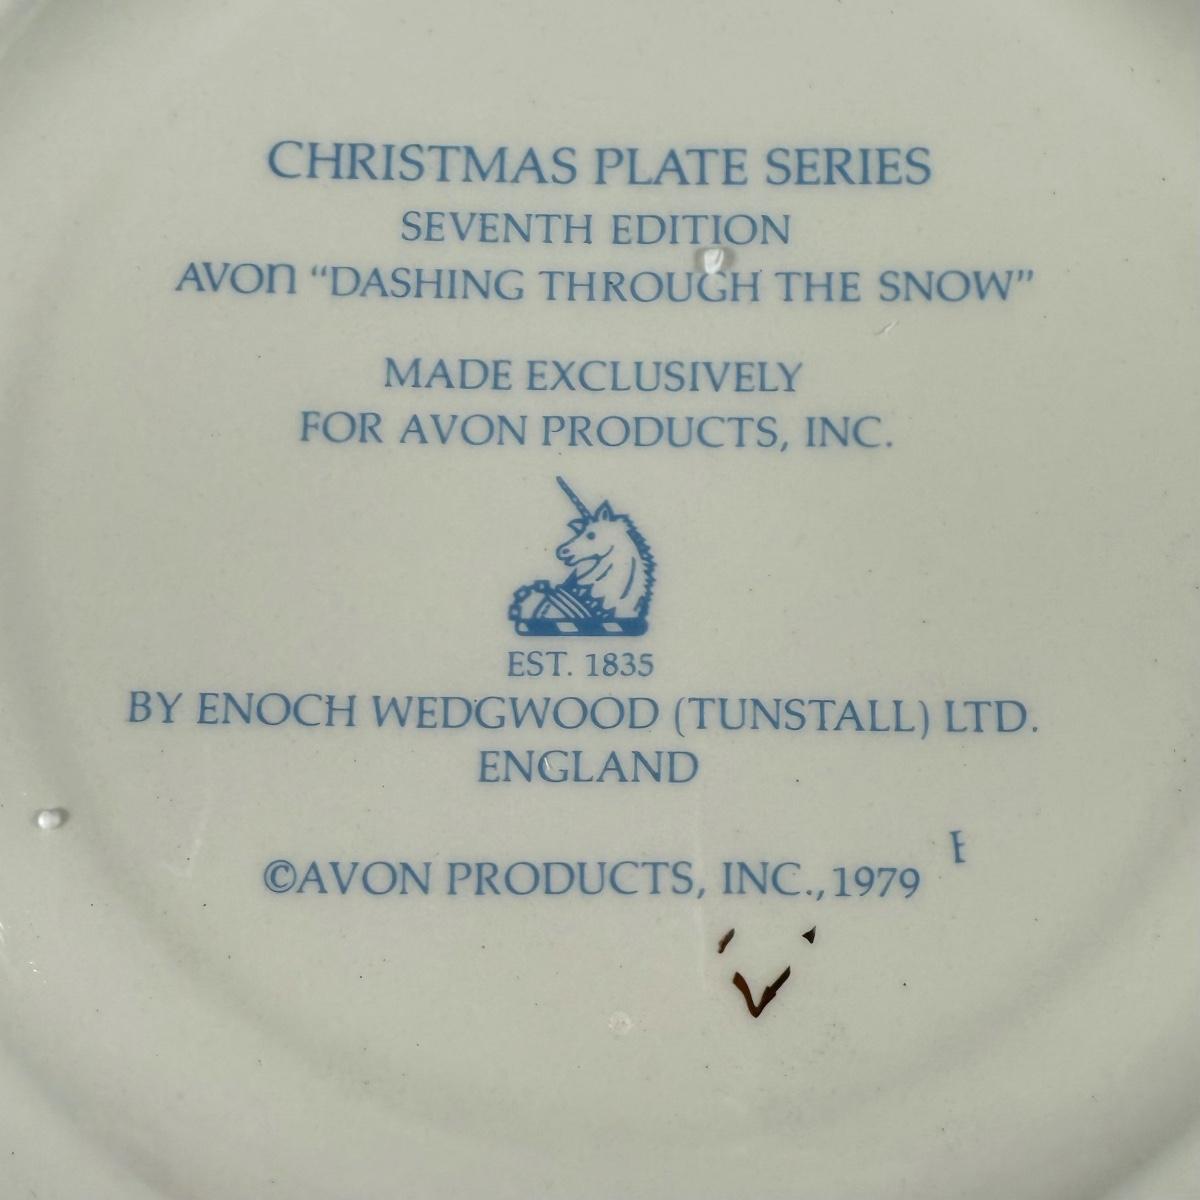 CHRISTMAS PLATE SERIES
SEVENTH EDITION
AVON “DASHING THROUGH THE SNOW”
MADE EXCLUSIVELY
FOR AVON PRODUCTS, INC.
EST. 1835
BY ENOCH WEDGWOOD (TUNSTALL) LTD.
ENGLAND
©AVON PRODUCTS, INC., 1979